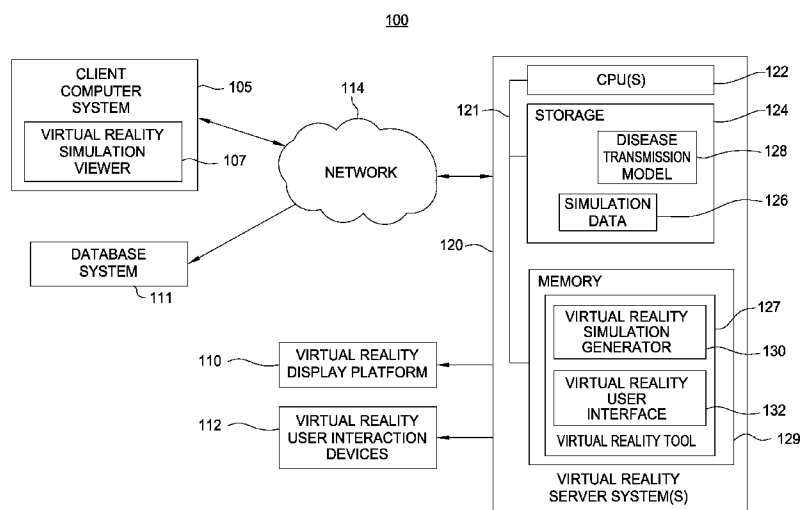 100
CLIENT
COMPUTER
SYSTEM
105
VIRTUAL REALITY
SIMULATION
VIEWER
107
114
NETWORK
DATABASE
SYSTEM
111
110
VIRTUAL REALITY
DISPLAY PLATFORM
112
VIRTUAL REALITY
USER INTERACTION
DEVICES
120
121
CPU(S)
122
STORAGE
124
DISEASE
TRANSMISSION
MODEL
128
SIMULATION
DATA
126
MEMORY
127
VIRTUAL REALITY
SIMULATION
GENERATOR
130
VIRTUAL REALITY
USER
INTERFACE
132
VIRTUAL REALITY TOOL
129
VIRTUAL REALITY
SERVER SYSTEM(S)